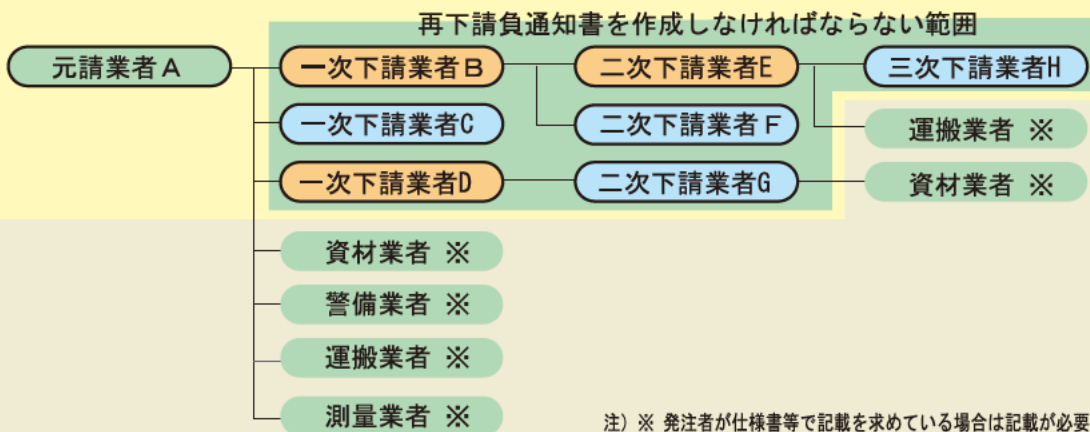 再下請負通知書を作成しなければならない範囲
元請業者A
一次下請業者B
二次下請業者E
三次下請業者H
一次下請業者C
二次下請業者F
運搬業者 ※
一次下請業者D
二次下請業者G
資材業者 ※
資材業者 ※
警備業者 ※
運搬業者 ※
測量業者 ※
注）※ 発注者が仕様書等で記載を求めている場合は記載が必要